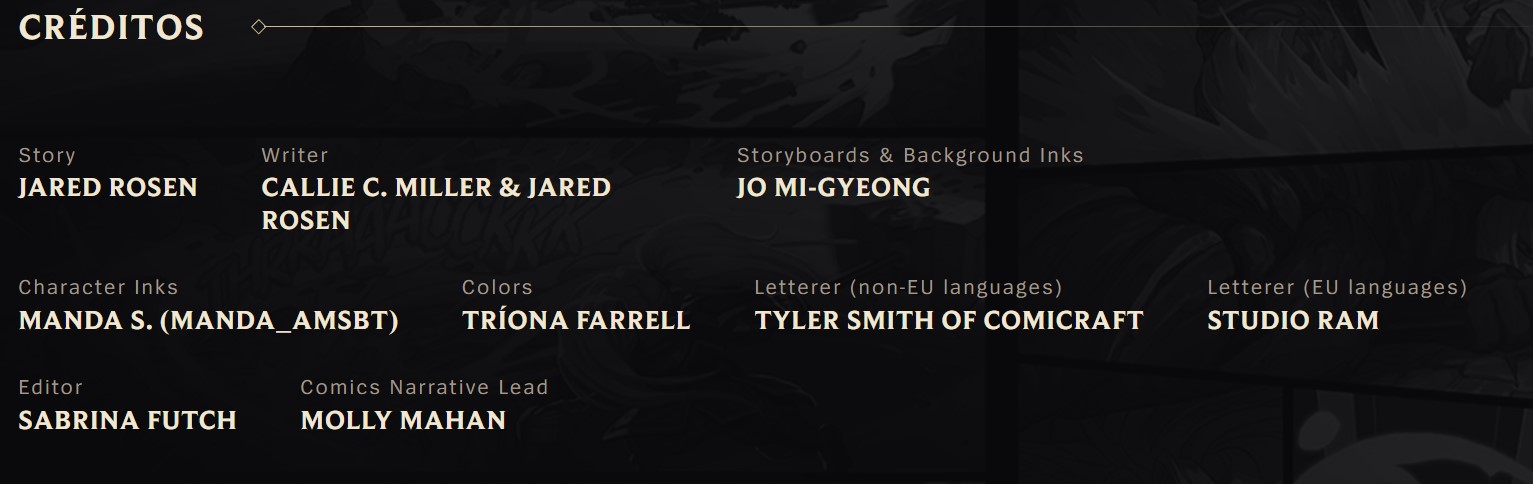 CRÉDITOS
Story
JARED ROSEN
Writer
CALLIE C. MILLER & JARED
ROSEN
Storyboards & Background Inks
JO MI-GYEONG
Character Inks
MANDA S. (MANDA_AMSBT)
Colors
TRÍONA FARRELL
Letterer (non-EU languages)
TYLER SMITH OF COMICRAFT
Letterer (EU languages)
STUDIO RAM
Editor
SABRINA FUTCH
Comics Narrative Lead
MOLLY MAHAN